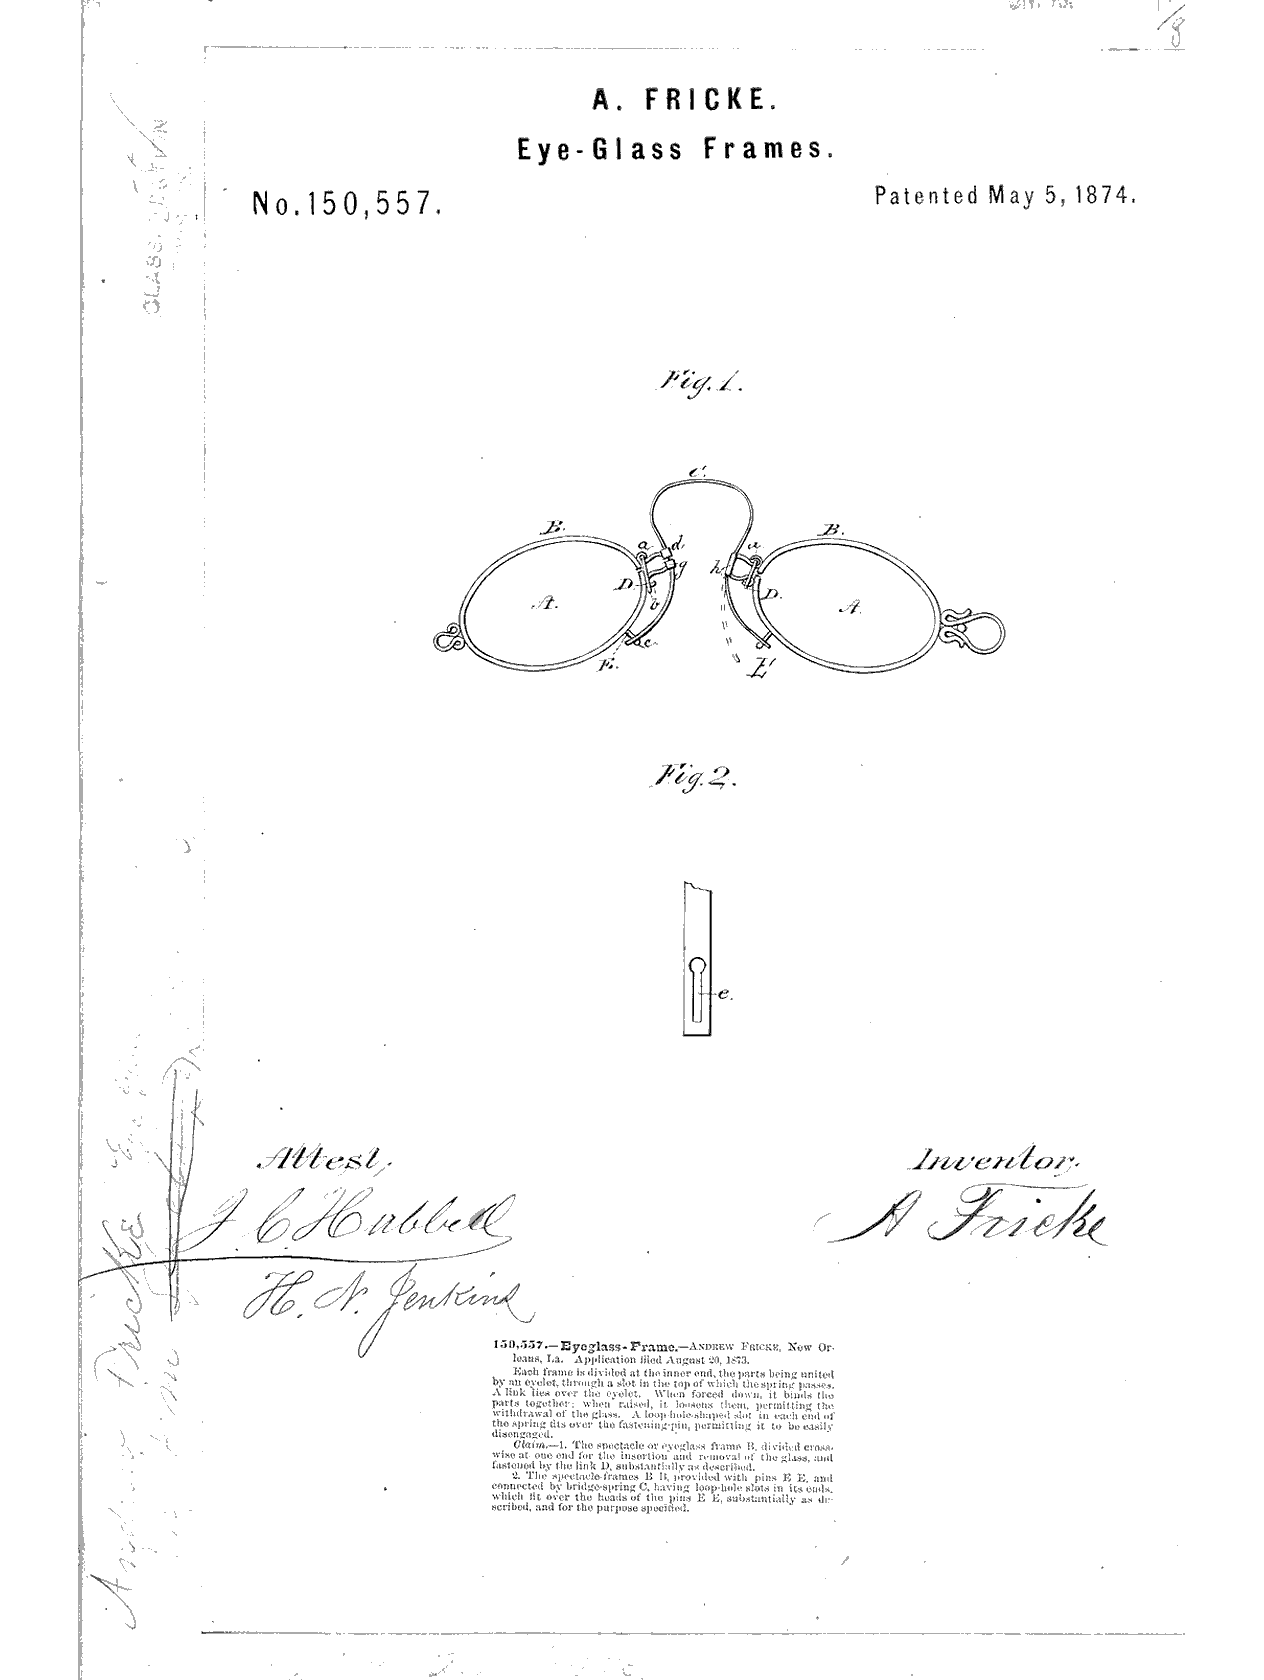 A. FRICKE.
Eye-Glass Frames.
No.150,557.
Patented May 5, 1874.
Fig. 1.
C.
B.
B.
a
d
a
g
h
D
D.
A.
A.
b
c
E.
E
Fig. 2.
e.
Attest,
Inventor.
J C Hubbell
A Fricke
H. N. Jenkins
150,557.—Eyeglass-Frame.—ANDREW FRICKE, New Or-
leans, La. Application filed August 20, 1873.
Each frame is divided at the inner end, the parts being united
by an eyelet, through a slot in the top of which the spring passes.
A link lies over the eyelet. When forced down, it binds the
parts together; when raised, it loosens them, permitting the
withdrawal of the glass. A loop-hole-shaped slot in each end of
the spring fits over the fastening-pin, permitting it to be easily
disengaged.
Claim.—1. The spectacle or eyeglass frame B, divided cross-
wise at one end for the insertion and removal of the glass, and
fastened by the link D, substantially as described.
2. The spectacle-frames B B, provided with pins E E, and
connected by bridge-spring C, having loop-hole slots in its ends,
which fit over the heads of the pins E E, substantially as de-
scribed, and for the purpose specified.